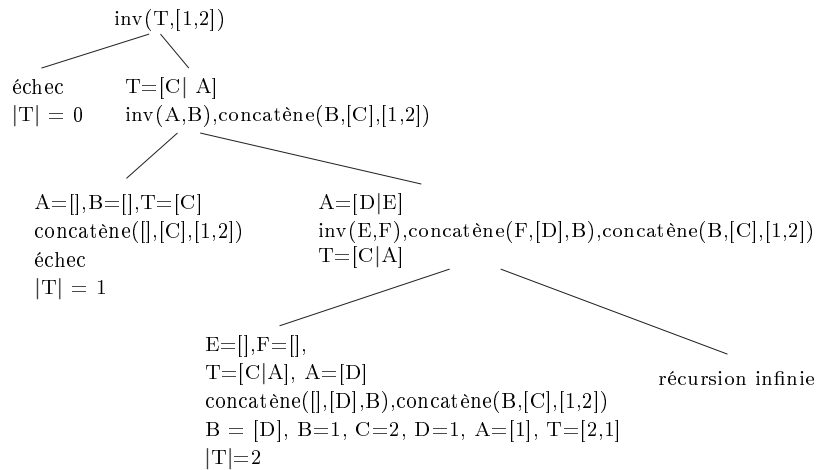 inv(T,[1,2])
échec
|T| = 0
T=[C| A]
inv(A,B),concatène(B,[C],[1,2])
A=[],B=[],T=[C]
concatène([],[C],[1,2])
échec
|T| = 1
A=[D|E]
inv(E,F),concatène(F,[D],B),concatène(B,[C],[1,2])
T=[C|A]
E=[],F=[],
T=[C|A], A=[D]
concatène([],[D],B),concatène(B,[C],[1,2])
B = [D], B=1, C=2, D=1, A=[1], T=[2,1]
|T|=2
récursion infinie